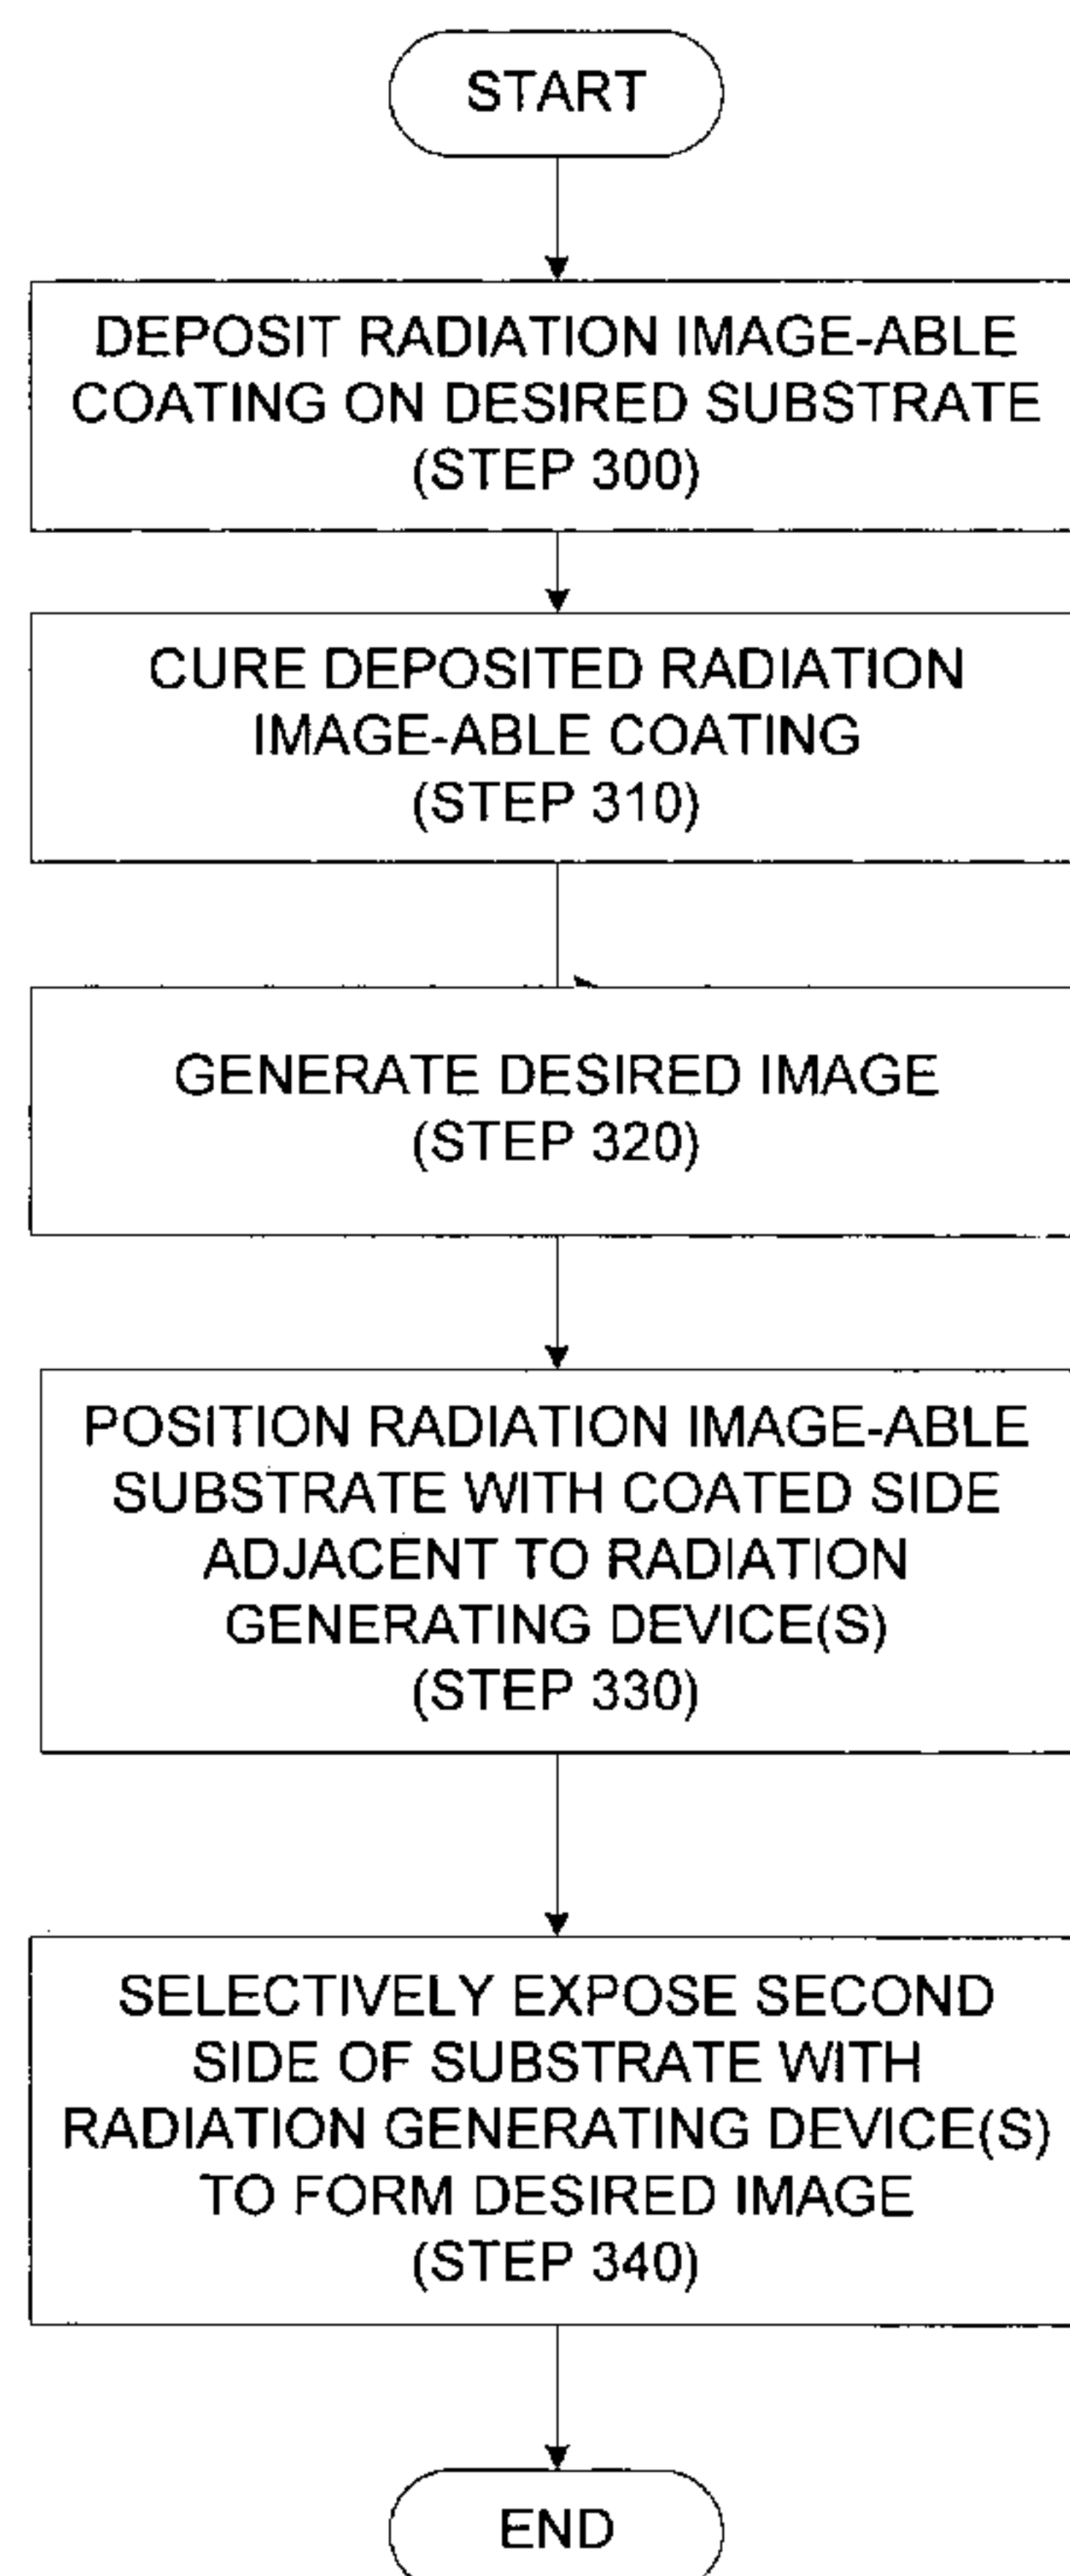 START
DEPOSIT RADIATION IMAGE-ABLE
COATING ON DESIRED SUBSTRATE
(STEP 300)
CURE DEPOSITED RADIATION
IMAGE-ABLE COATING
(STEP 310)
GENERATE DESIRED IMAGE
(STEP 320)
POSITION RADIATION IMAGE-ABLE
SUBSTRATE WITH COATED SIDE
ADJACENT TO RADIATION
GENERATING DEVICE(S)
(STEP 330)
SELECTIVELY EXPOSE SECOND
SIDE OF SUBSTRATE WITH
RADIATION GENERATING DEVICE(S)
TO FORM DESIRED IMAGE
(STEP 340)
END